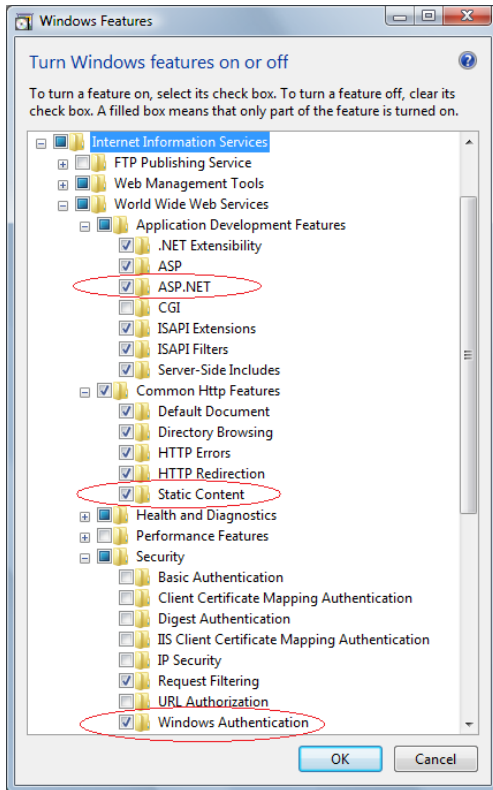 Windows Features
Turn Windows features on or off
To turn a feature on, select its check box. To turn a feature off, clear its
check box. A filled box means that only part of the feature is turned on.
Internet Information Services
FTP Publishing Service
Web Management Tools
World Wide Web Services
Application Development Features
.NET Extensibility
ASP
ASP.NET
CGI
ISAPI Extensions
ISAPI Filters
Server-Side Includes
Common Http Features
Default Document
Directory Browsing
HTTP Errors
HTTP Redirection
Static Content
Health and Diagnostics
Performance Features
Security
Basic Authentication
Client Certificate Mapping Authentication
Digest Authentication
IIS Client Certificate Mapping Authentication
IP Security
Request Filtering
URL Authorization
Windows Authentication
OK Cancel